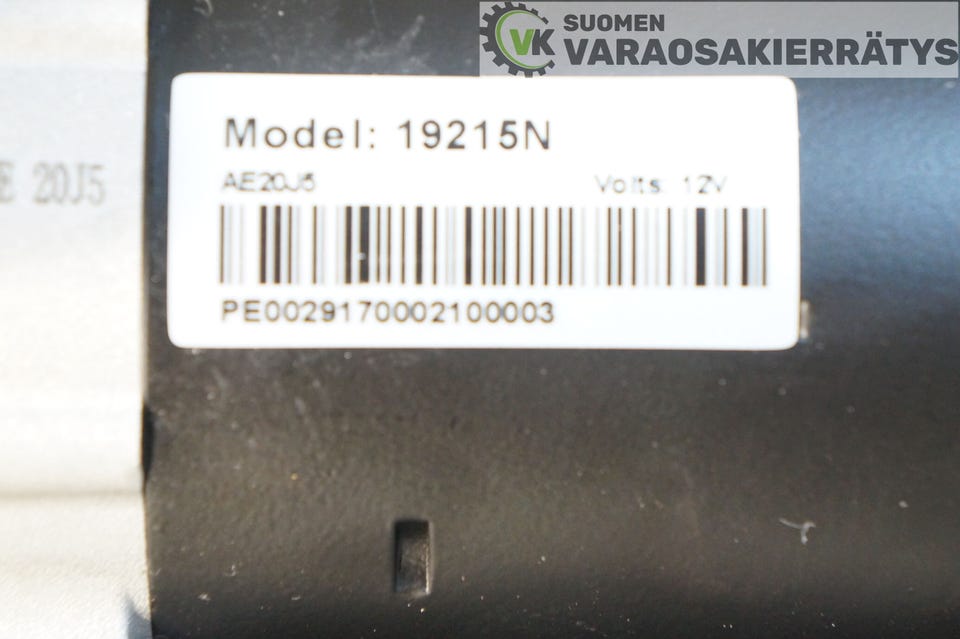 VK SUOMEN
VARAOSAKIERRÄTYS
Model: 19215N
AE20J5 Volts: 12V
E 20J5
PE0029170002100003